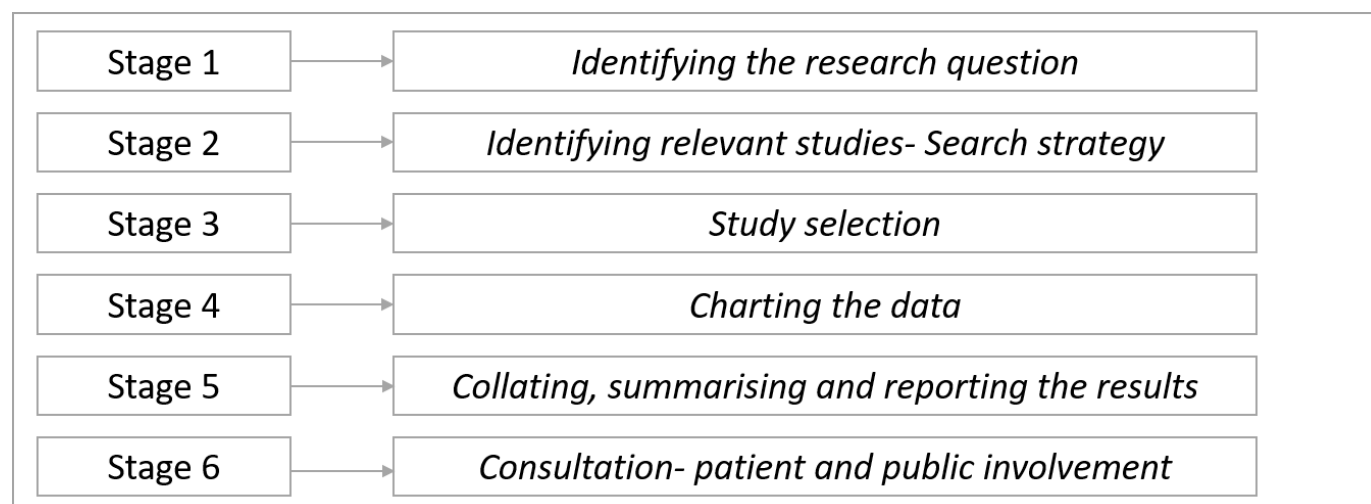 Stage 1
Identifying the research question
Stage 2
Identifying relevant studies- Search strategy
Stage 3
Study selection
Stage 4
Charting the data
Stage 5
Collating, summarising and reporting the results
Stage 6
Consultation- patient and public involvement